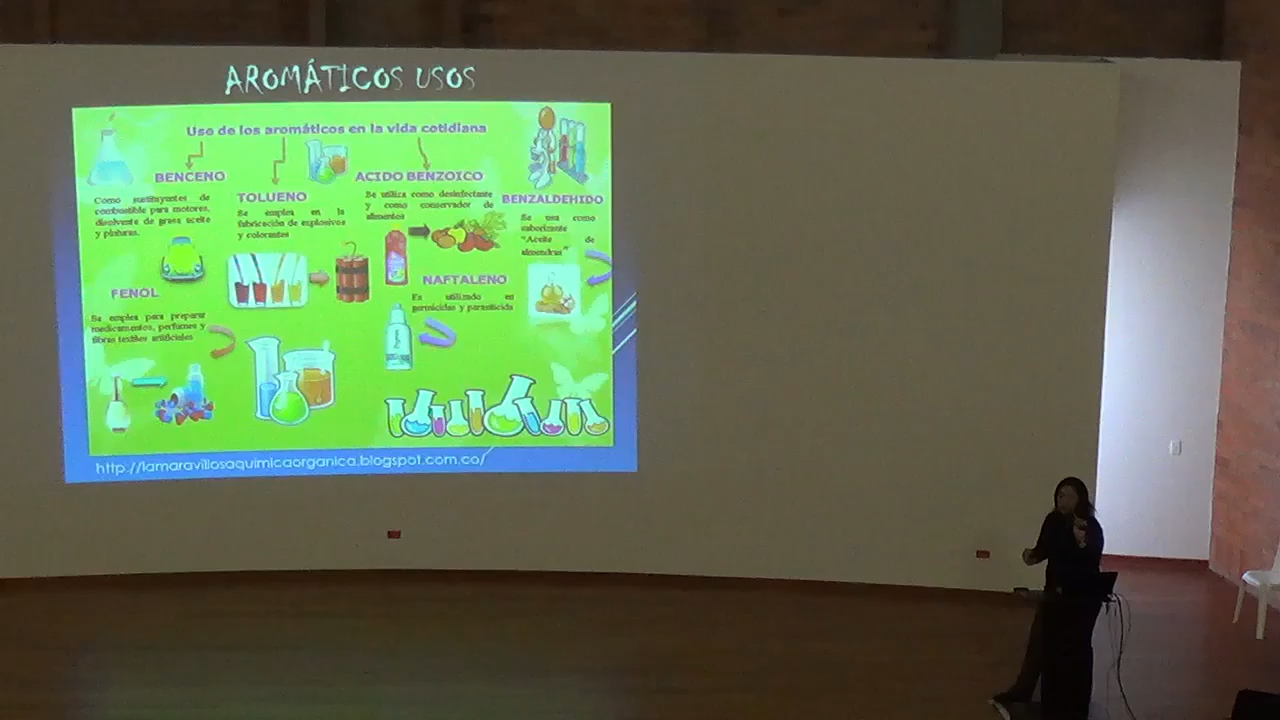 AROMÁTICOS USOS
Uso de los aromáticos en la vida cotidiana
BENCENO
Como sustituyentes de
combustible para motores,
disolvente de grasa aceite
y pinturas.
TOLUENO
Se emplea en la
fabricación de explosivos
y colorantes
ACIDO BENZOICO
Se utiliza como desinfectante
y como conservador de
alimentos
BENZALDEHIDO
Se usa como
saborizante
"Aceite de
almendras"
FENOL
Se emplea para preparar
medicamentos, perfumes y
fibras textiles artificiales
NAFTALENO
Es utilizado en
germicidas y parasiticida
http://lamaravillosaquimicaorganica.blogspot.com.co/